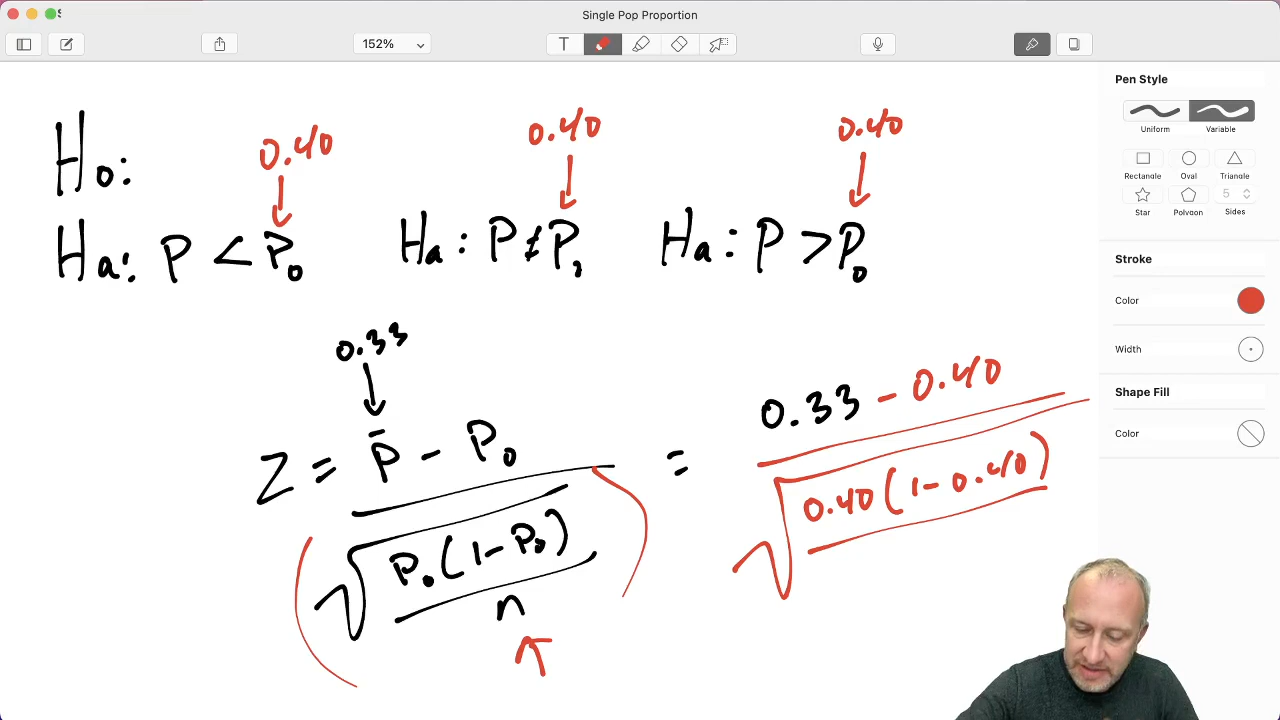 Single Pop Proportion
152%
T
Pen Style
Uniform Variable
Rectangle Oval Triangle
5
Star Polygon Sides
Stroke
Color
Width
Shape Fill
Color
0.40 0.40 0.40
Ho:
Ha: P < P0 Ha: P ≠ P0 Ha: P > P0
0.33
Z = P̄ - P0 = 0.33 - 0.40
√ P0(1-P0) √ 0.40(1-0.40)
n